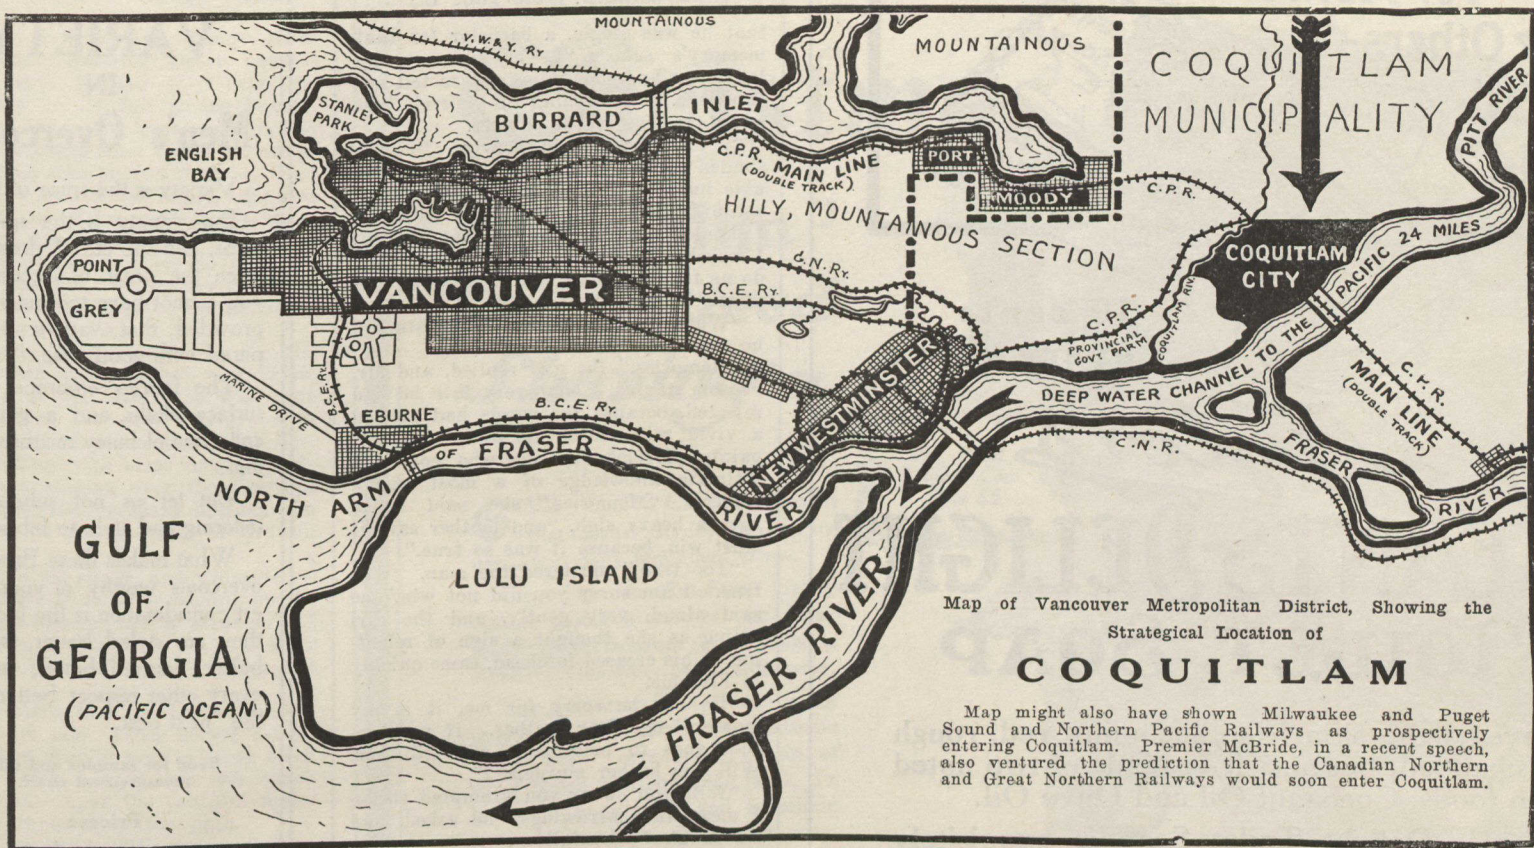 MOUNTAINOUS
V.W.& Y. RY
MOUNTAINOUS
COQUITLAM
MUNICIPALITY
PITT RIVER
STANLEY
PARK
BURRARD INLET
ENGLISH
BAY
C.P.R. MAIN LINE
(DOUBLE TRACK)
PORT
MOODY
C.P.R.
HILLY, MOUNTAINOUS SECTION
COQUITLAM
CITY
PACIFIC 24 MILES
POINT
GREY
VANCOUVER
G.N.RY.
B.C.E.RY.
COQUITLAM RIV.
C.P.R.
PROVINCIAL
GOVT. FARM
DEEP WATER CHANNEL TO THE
C.P.R.
MAIN LINE
(DOUBLE TRACK)
MARINE DRIVE
B.C.E.RY.
EBURNE
B.C.E.RY.
NEW WESTMINSTER
C.N.R.
FRASER
RIVER
NORTH ARM
OF FRASER
RIVER
GULF
OF
GEORGIA
(PACIFIC OCEAN)
LULU ISLAND
FRASER RIVER
Map of Vancouver Metropolitan District, Showing the
Strategical Location of
COQUITLAM
Map might also have shown Milwaukee and Puget
Sound and Northern Pacific Railways as prospectively
entering Coquitlam. Premier McBride, in a recent speech,
also ventured the prediction that the Canadian Northern
and Great Northern Railways would soon enter Coquitlam.